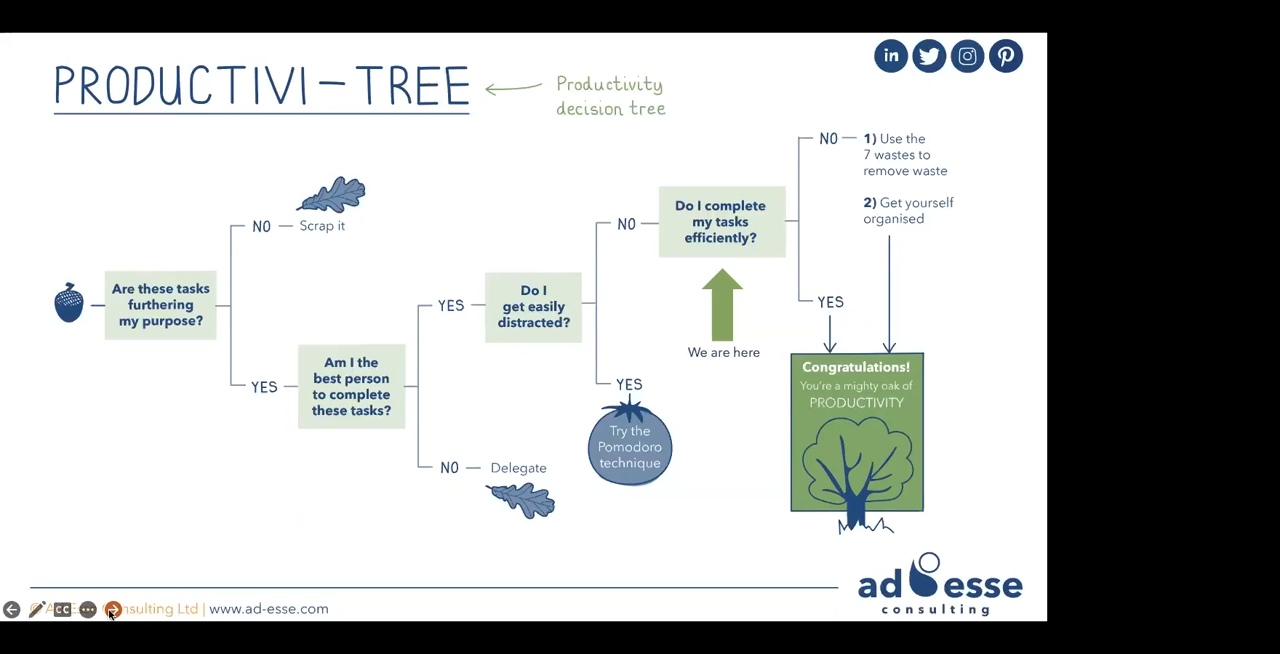 PRODUCTIVI-TREE
Productivity
decision tree
in
NO
1) Use the
7 wastes to
remove waste
2) Get yourself
organised
Do I complete
my tasks
efficiently?
NO
Scrap it
NO
Are these tasks
furthering
my purpose?
YES
Do I
get easily
distracted?
YES
We are here
Am I the
best person
to complete
these tasks?
YES
YES
Congratulations!
You're a mighty oak of
PRODUCTIVITY
Try the
Pomodoro
technique
NO
Delegate
ad esse
consulting
CC
Ltd | www.ad-esse.com